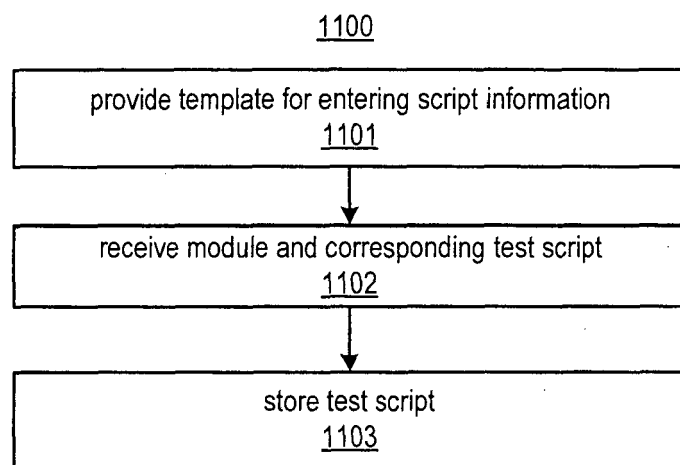 1100
provide template for entering script information
1101
receive module and corresponding test script
1102
store test script
1103